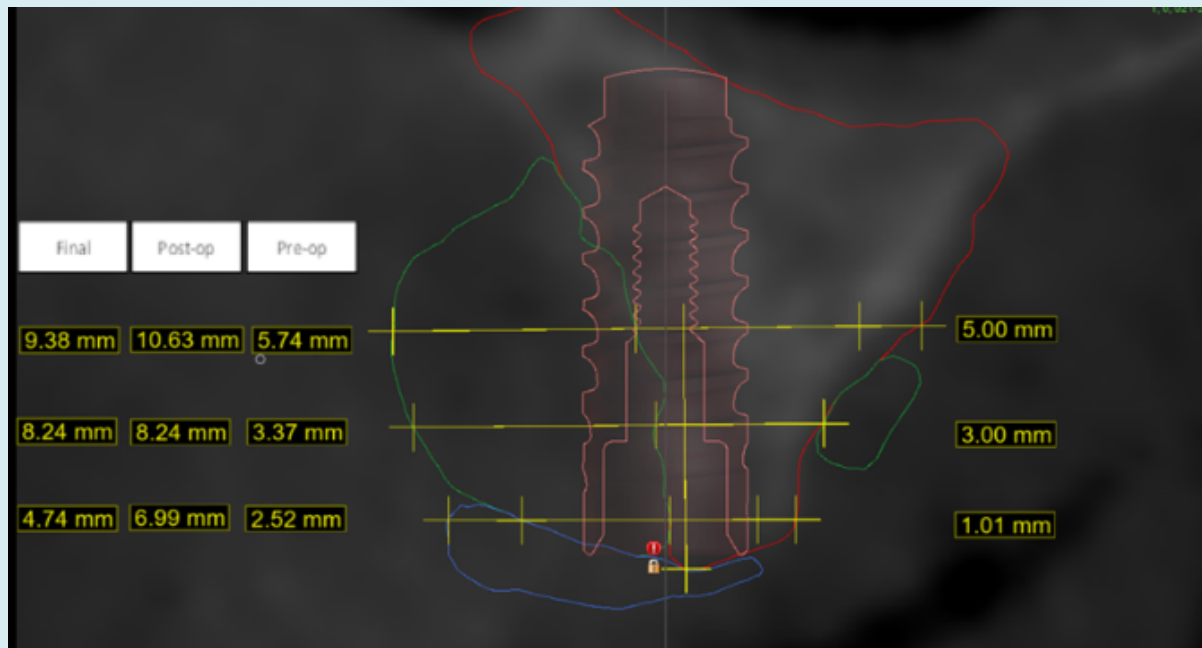 Final Post-op Pre-op
9.38 mm 10.63 mm 5.74 mm 5.00 mm
8.24 mm 8.24 mm 3.37 mm 3.00 mm
4.74 mm 6.99 mm 2.52 mm 1.01 mm